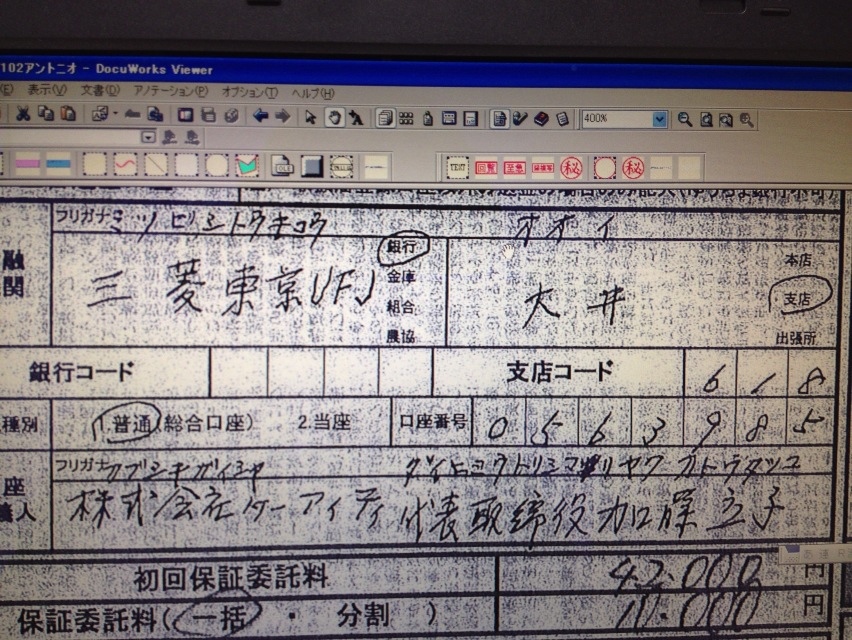 102アントニオ - DocuWorks Viewer
(E) 表示(V) 文書(D) アノテーション(P) オプション(T) ヘルプ(H)
400%
TEXT 回覧 至急 秘 秘
フリガナ ミツビシトウキョウ オオイ
融関 三菱東京UFJ 銀行 大井 本店
金庫 支店
組合 出張所
農協
銀行コード 支店コード 6 1 8
種別 1.普通(総合口座) 2.当座 口座番号 0 5 6 3 9 8 5
フリガナ カブシキガイシャ ダイヒョウトリシマリヤク
座 株式会社ケーアイティ 代表取締役 加藤立子
義人
初回保証委託料 42,000 円
保証委託料(一括 ・ 分割 ) 10,000 円